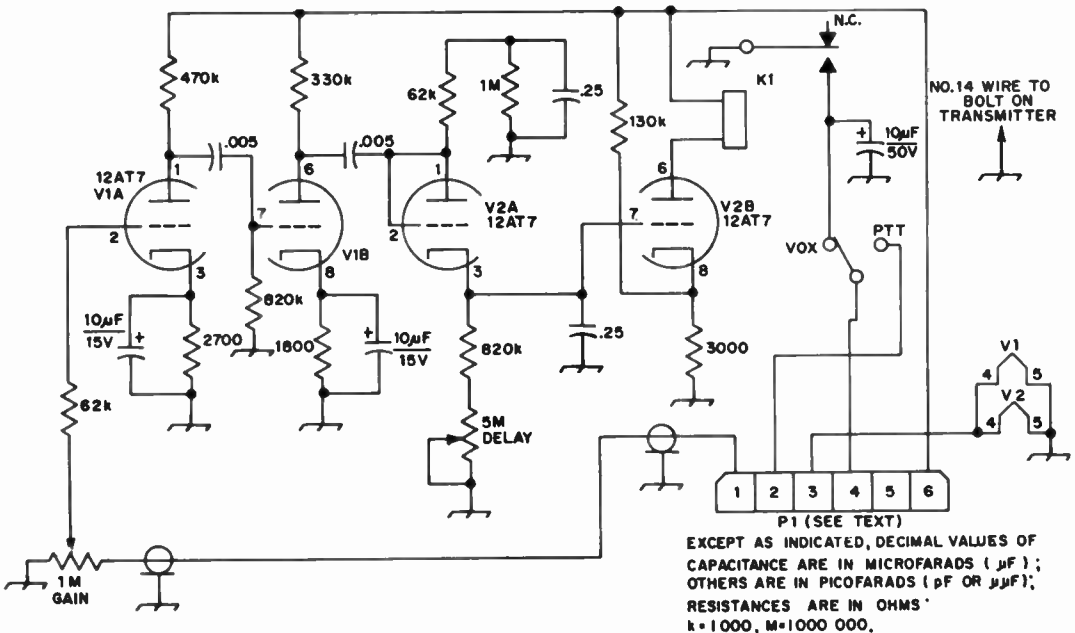 N.C.
470k
330k
62k
1M
.25
130k
K1
NO.14 WIRE TO
BOLT ON
TRANSMITTER
10µF
50V
+
.005
.005
1
6
1
6
12AT7
V1A
2
7
V1B
2
V2A
12AT7
7
V2B
12AT7
VOX
PTT
3
8
3
8
10µF
15V
+
2700
820k
1800
+
10µF
15V
820k
.25
3000
V1
4
5
V2
4
5
62k
5M
DELAY
1
2
3
4
5
6
P1 (SEE TEXT)
1M
GAIN
EXCEPT AS INDICATED, DECIMAL VALUES OF
CAPACITANCE ARE IN MICROFARADS (µF);
OTHERS ARE IN PICOFARADS (pF OR µµF);
RESISTANCES ARE IN OHMS
k=1000, M=1000 000.